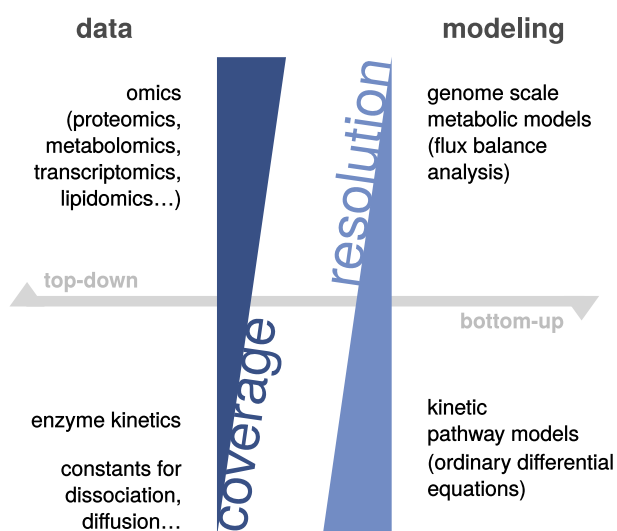 data
modeling
omics
(proteomics,
metabolomics,
transcriptomics,
lipidomics...)
resolution
genome scale
metabolic models
(flux balance
analysis)
top-down
bottom-up
coverage
enzyme kinetics
constants for
dissociation,
diffusion...
kinetic
pathway models
(ordinary differential
equations)